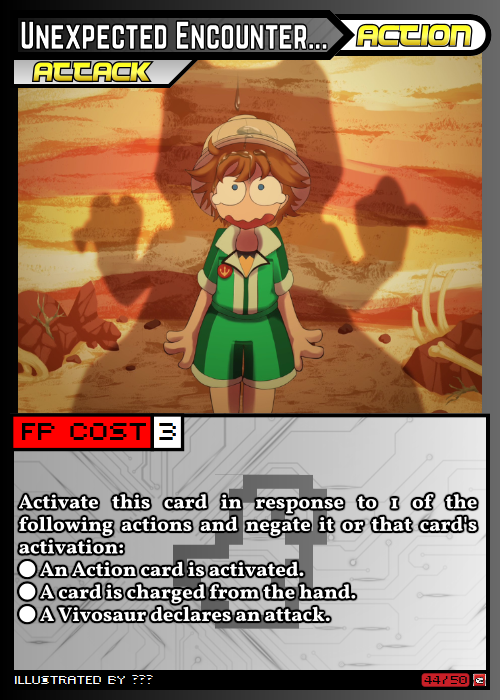 Unexpected Encounter...
ACTION
ATTACK
FP COST 3
Activate this card in response to 1 of the
following actions and negate it or that card's
activation:
● An Action card is activated.
● A card is charged from the hand.
● A Vivosaur declares an attack.
ILLUSTRATED BY ???
44/50